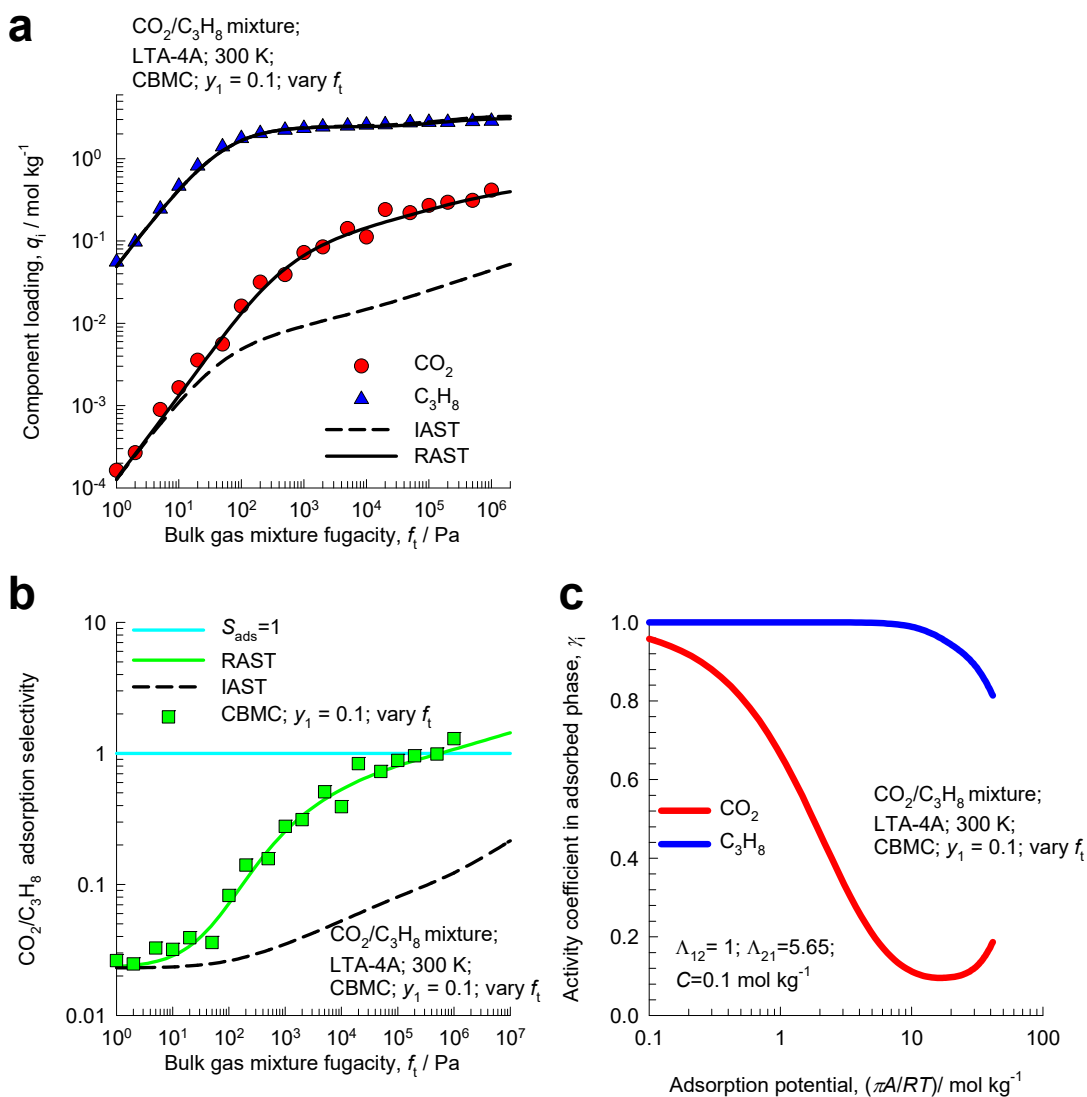 a
CO2/C3H8 mixture;
LTA-4A; 300 K;
CBMC; y1 = 0.1; vary ft
Component loading, qi / mol kg-1
10^0
10^-1
10^-2
10^-3
10^-4
CO2
C3H8
IAST
RAST
10^0 10^1 10^2 10^3 10^4 10^5 10^6
Bulk gas mixture fugacity, ft / Pa
b
CO2/C3H8 adsorption selectivity
10
1
0.1
0.01
Sads=1
RAST
IAST
CBMC; y1 = 0.1; vary ft
CO2/C3H8 mixture;
LTA-4A; 300 K;
CBMC; y1 = 0.1; vary ft
10^0 10^1 10^2 10^3 10^4 10^5 10^6 10^7
Bulk gas mixture fugacity, ft / Pa
c
Activity coefficient in adsorbed phase, γi
1.0
0.8
0.6
0.4
0.2
0.0
CO2
C3H8
CO2/C3H8 mixture;
LTA-4A; 300 K;
CBMC; y1 = 0.1; vary ft
Λ12= 1; Λ21=5.65;
C=0.1 mol kg-1
0.1 1 10 100
Adsorption potential, (πA/RT)/ mol kg-1